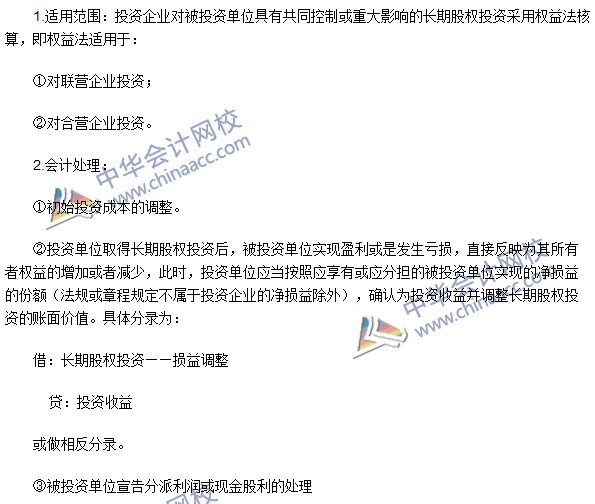 1.适用范围：投资企业对被投资单位具有共同控制或重大影响的长期股权投资采用权益法核
算，即权益法适用于：
①对联营企业投资；
②对合营企业投资。
2.会计处理：
①初始投资成本的调整。
②投资单位取得长期股权投资后，被投资单位实现盈利或是发生亏损，直接反映为其所有
者权益的增加或者减少，此时，投资单位应当按照应享有或应分担的被投资单位实现的净损益
的份额（法规或章程规定不属于投资企业的净损益除外），确认为投资收益并调整长期股权投
资的账面价值。具体分录为：
借：长期股权投资——损益调整
贷：投资收益
或做相反分录。
③被投资单位宣告分派利润或现金股利的处理
中华会计网校
www.chinaacc.com
中华会计网校
www.chinaacc.com